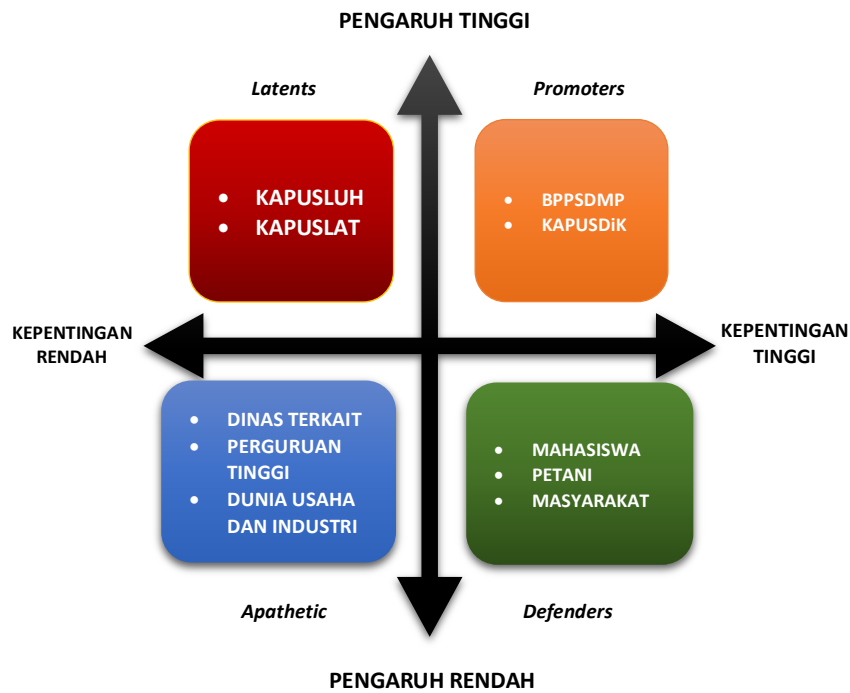 PENGARUH TINGGI
Latents
Promoters
• KAPUSLUH
• KAPUSLAT
• BPPSDMP
• KAPUSDiK
KEPENTINGAN
RENDAH
KEPENTINGAN
TINGGI
• DINAS TERKAIT
• PERGURUAN
TINGGI
• DUNIA USAHA
DAN INDUSTRI
• MAHASISWA
• PETANI
• MASYARAKAT
Apathetic
Defenders
PENGARUH RENDAH